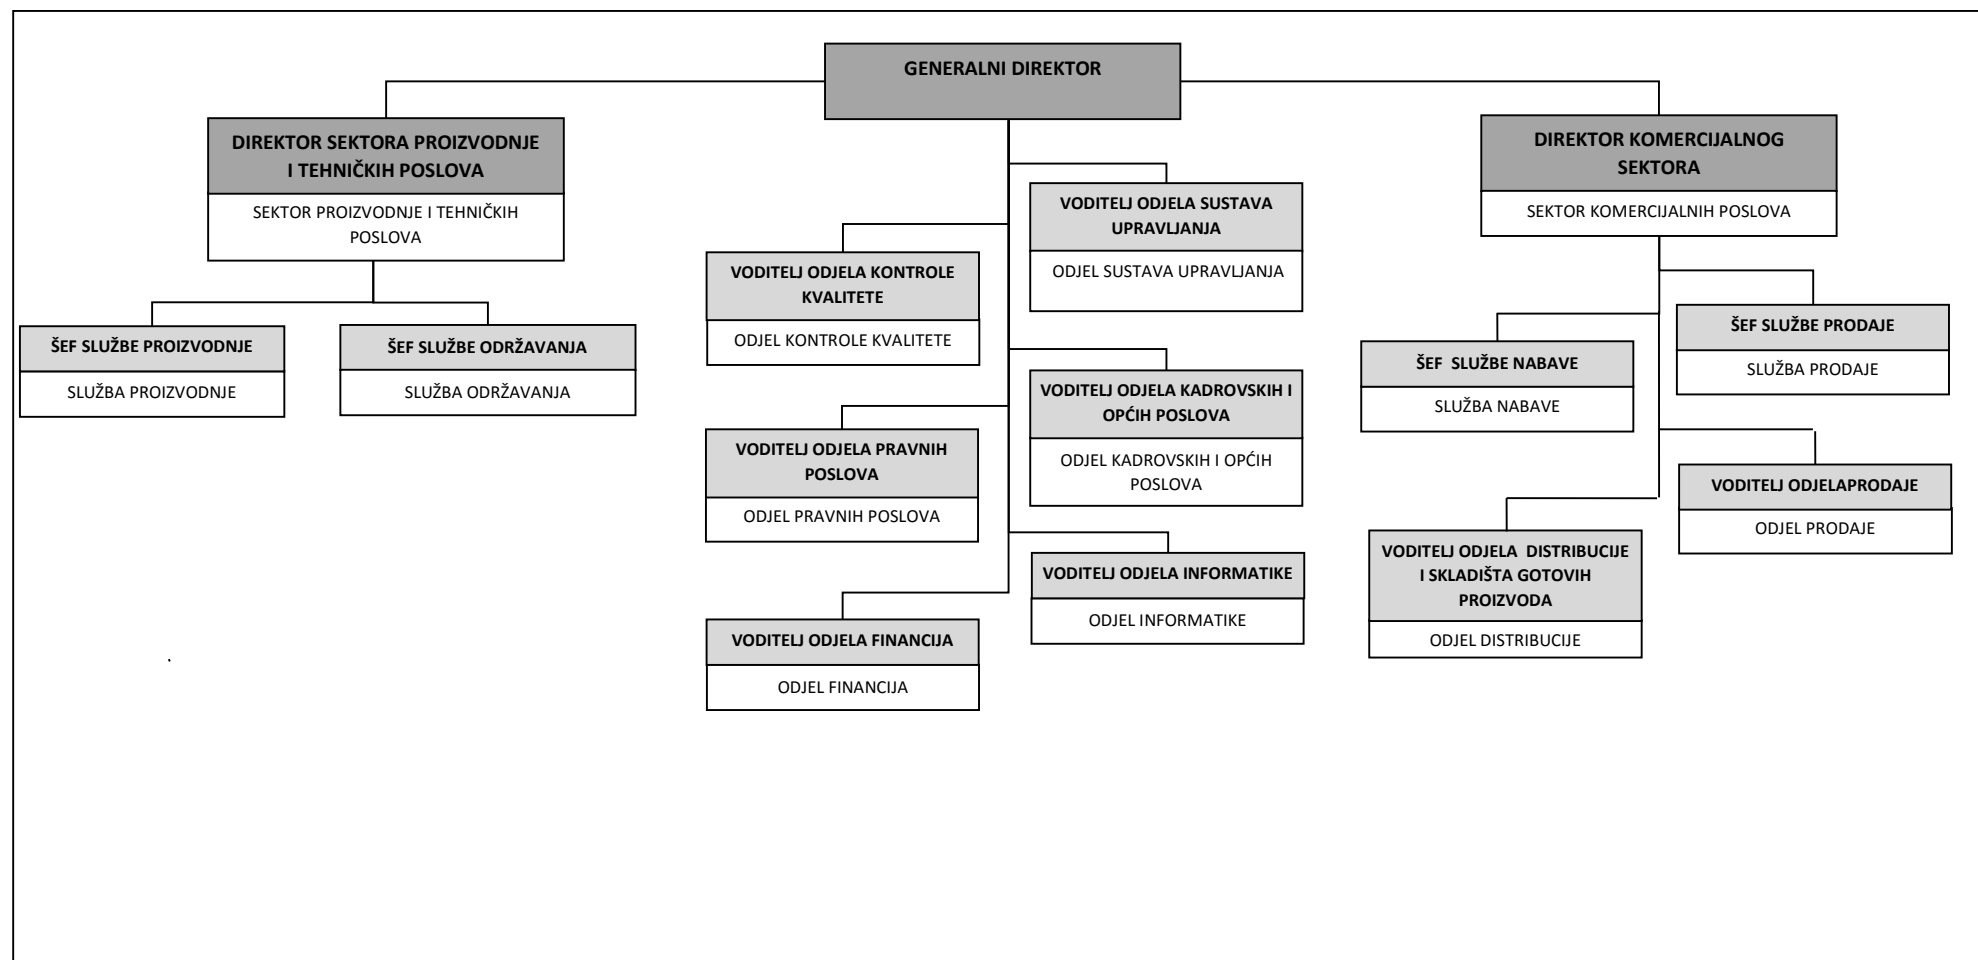 GENERALNI DIREKTOR
DIREKTOR SEKTORA PROIZVODNJE
I TEHNIČKIH POSLOVA
SEKTOR PROIZVODNJE I TEHNIČKIH
POSLOVA
ŠEF SLUŽBE PROIZVODNJE
SLUŽBA PROIZVODNJE
ŠEF SLUŽBE ODRŽAVANJA
SLUŽBA ODRŽAVANJA
VODITELJ ODJELA SUSTAVA
UPRAVLJANJA
ODJEL SUSTAVA UPRAVLJANJA
VODITELJ ODJELA KONTROLE
KVALITETE
ODJEL KONTROLE KVALITETE
VODITELJ ODJELA KADROVSKIH I
OPĆIH POSLOVA
ODJEL KADROVSKIH I OPĆIH
POSLOVA
VODITELJ ODJELA PRAVNIH
POSLOVA
ODJEL PRAVNIH POSLOVA
VODITELJ ODJELA INFORMATIKE
ODJEL INFORMATIKE
VODITELJ ODJELA FINANCIJA
ODJEL FINANCIJA
DIREKTOR KOMERCIJALNOG
SEKTORA
SEKTOR KOMERCIJALNIH POSLOVA
ŠEF SLUŽBE PRODAJE
SLUŽBA PRODAJE
ŠEF  SLUŽBE NABAVE
SLUŽBA NABAVE
VODITELJ ODJELAPRODAJE
ODJEL PRODAJE
VODITELJ ODJELA  DISTRIBUCIJE
I SKLADIŠTA GOTOVIH
PROIZVODA
ODJEL DISTRIBUCIJE